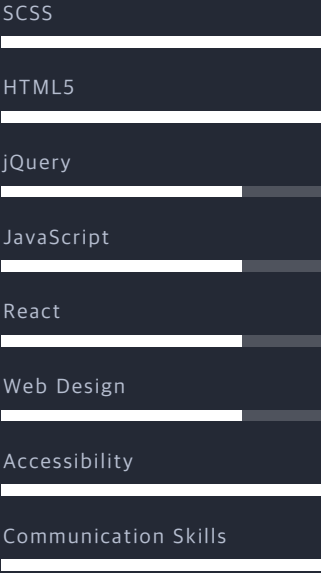 SCSS
HTML5
jQuery
JavaScript
React
Web Design
Accessibility
Communication Skills